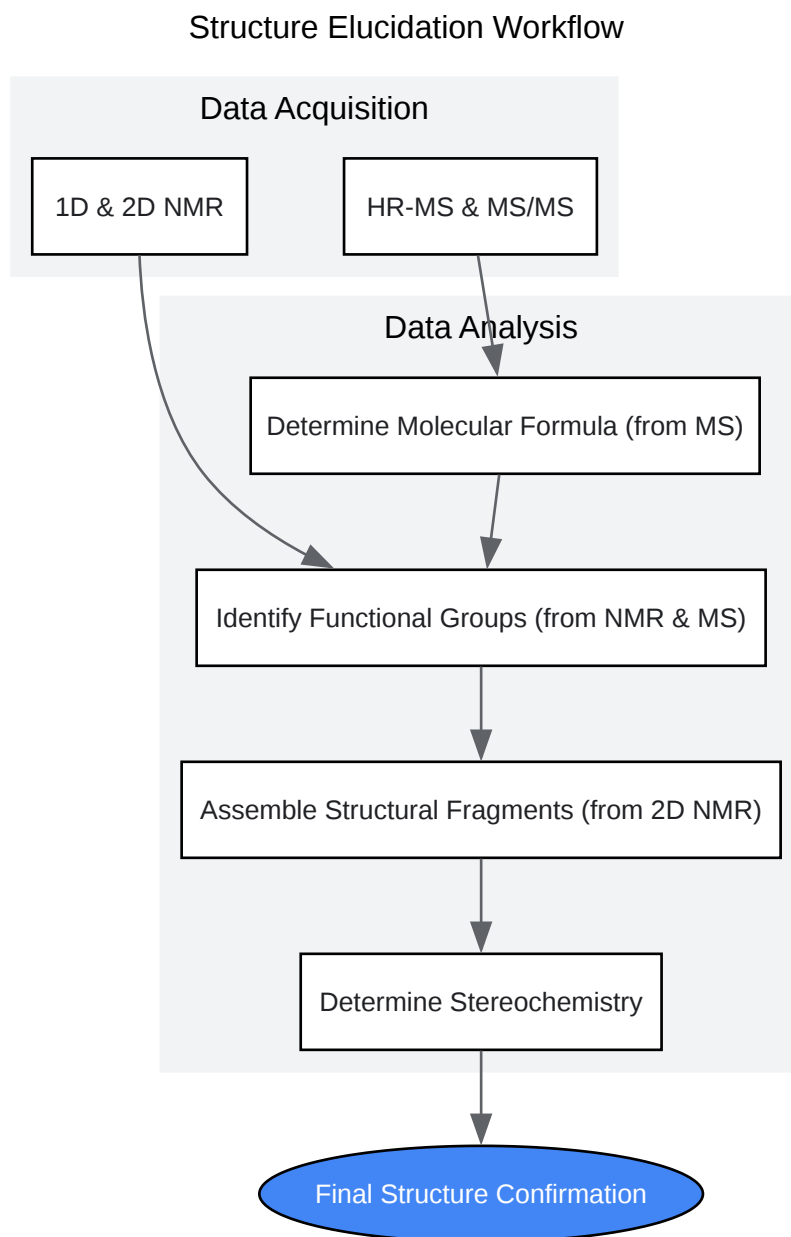 Structure Elucidation Workflow
Data Acquisition
1D & 2D NMR
HR-MS & MS/MS
Data Analysis
Determine Molecular Formula (from MS)
Identify Functional Groups (from NMR & MS)
Assemble Structural Fragments (from 2D NMR)
Determine Stereochemistry
Final Structure Confirmation